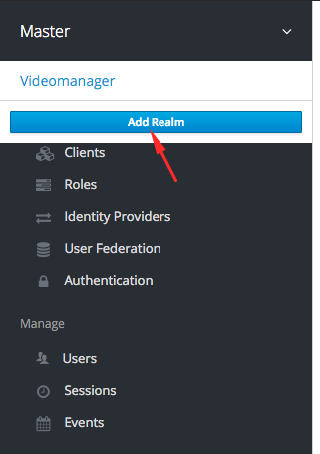 Master
Videomanager
Add Realm
Clients
Roles
Identity Providers
User Federation
Authentication
Manage
Users
Sessions
Events